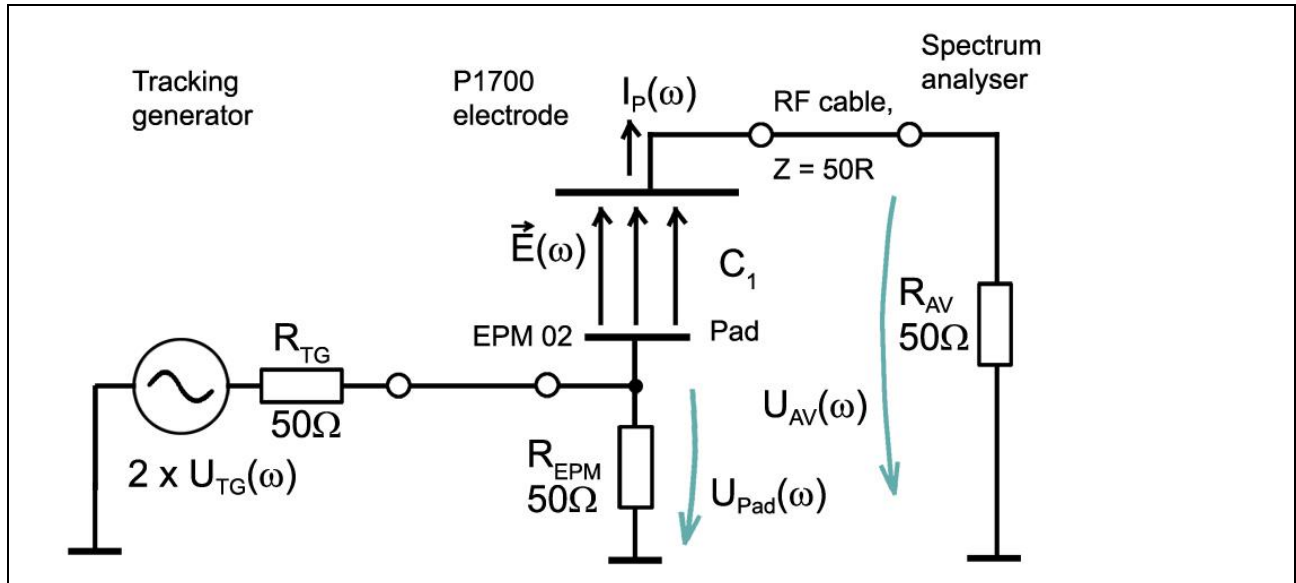 Tracking
generator
P1700
electrode
I_P(ω)
RF cable,
Z = 50R
Spectrum
analyser
E⃗(ω)
C₁
EPM 02
Pad
R_TG
50Ω
2 x U_TG(ω)
R_EPM
50Ω
U_Pad(ω)
U_AV(ω)
R_AV
50Ω